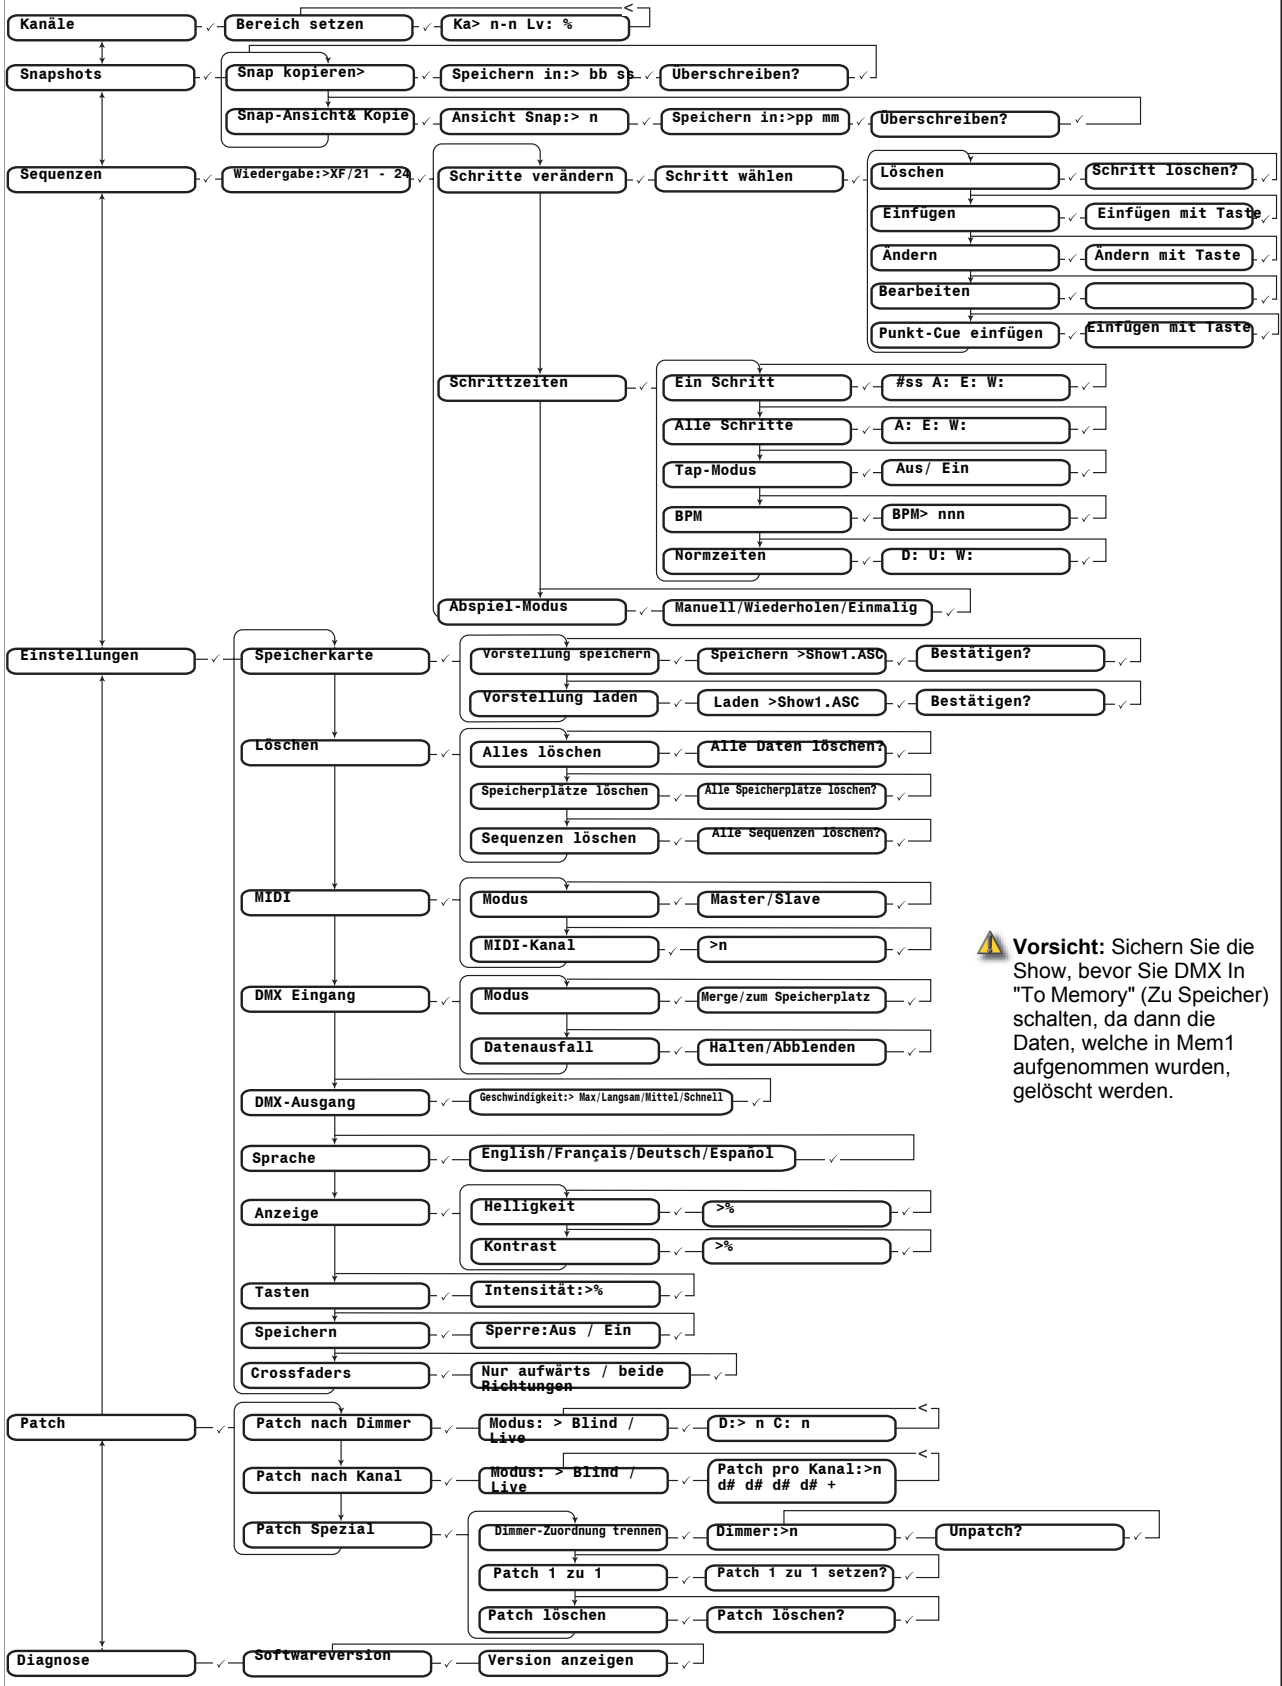 Kanäle
Bereich setzen
Ka> n-n Lv: %
<
Snapshots
Snap kopieren>
Speichern in:> bb ss
Überschreiben?
Snap-Ansicht& Kopie
Ansicht Snap:> n
Speichern in:>pp mm
Überschreiben?
Sequenzen
Wiedergabe:>XF/21 - 24
Schritte verändern
Schritt wählen
Löschen
Schritt löschen?
Einfügen
Einfügen mit Taste
Ändern
Ändern mit Taste
Bearbeiten
Punkt-Cue einfügen
Einfügen mit Taste
Schrittzeiten
Ein Schritt
#ss A: E: W:
Alle Schritte
A: E: W:
Tap-Modus
Aus/ Ein
BPM
BPM> nnn
Normzeiten
D: U: W:
Abspiel-Modus
Manuell/Wiederholen/Einmalig
Einstellungen
Speicherkarte
Vorstellung speichern
Speichern >Show1.ASC
Bestätigen?
Vorstellung laden
Laden >Show1.ASC
Bestätigen?
Löschen
Alles löschen
Alle Daten löschen?
Speicherplätze löschen
Alle Speicherplätze löschen?
Sequenzen löschen
Alle Sequenzen löschen?
MIDI
Modus
Master/Slave
MIDI-Kanal
>n
DMX Eingang
Modus
Merge/zum Speicherplatz
Datenausfall
Halten/Abblenden
Vorsicht: Sichern Sie die
Show, bevor Sie DMX In
"To Memory" (Zu Speicher)
schalten, da dann die
Daten, welche in Mem1
aufgenommen wurden,
gelöscht werden.
DMX-Ausgang
Geschwindigkeit:> Max/Langsam/Mittel/Schnell
Sprache
English/Français/Deutsch/Español
Anzeige
Helligkeit
>%
Kontrast
>%
Tasten
Intensität:>%
Speichern
Sperre:Aus / Ein
Crossfaders
Nur aufwärts / beide
Richtungen
Patch
Patch nach Dimmer
Modus: > Blind /
Live
D:> n C: n
<
Patch nach Kanal
Modus: > Blind /
Live
Patch pro Kanal:>n
d# d# d# d# +
<
Patch Spezial
Dimmer-Zuordnung trennen
Dimmer:>n
Unpatch?
Patch 1 zu 1
Patch 1 zu 1 setzen?
Patch löschen
Patch löschen?
Diagnose
Softwareversion
Version anzeigen